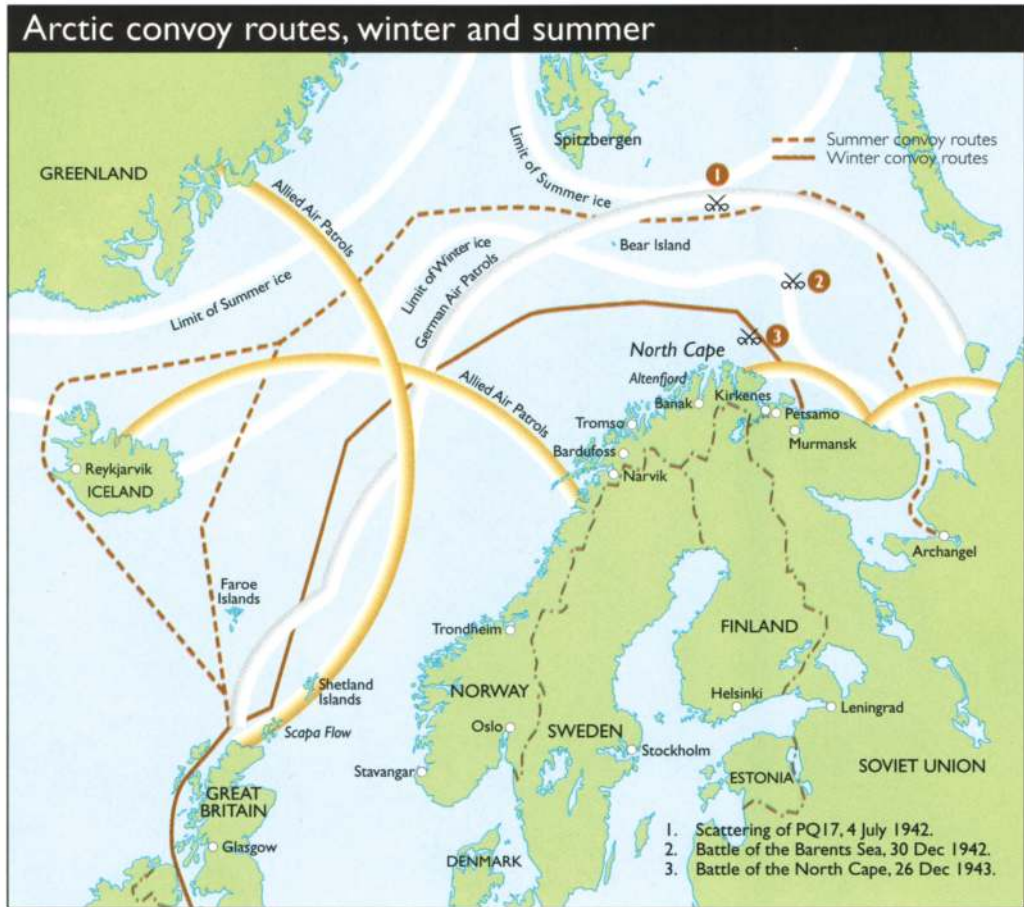 Arctic convoy routes, winter and summer
GREENLAND
Spitzbergen
Summer convoy routes
Winter convoy routes
Limit of Summer ice
1
Allied Air Patrols
Bear Island
Limit of Winter ice
German Air Patrols
Limit of Summer ice
2
3
North Cape
Altenfjord
Allied Air Patrols
Banak
Kirkenes
Petsamo
Tromso
Murmansk
Bardufoss
Narvik
Reykjarvik
ICELAND
Archangel
Faroe
Islands
Trondheim
FINLAND
Shetland
Islands
NORWAY
Helsinki
Leningrad
Scapa Flow
Oslo
SWEDEN
Stockholm
Stavangar
SOVIET UNION
ESTONIA
GREAT
BRITAIN
Glasgow
DENMARK
1. Scattering of PQ17, 4 July 1942.
2. Battle of the Barents Sea, 30 Dec 1942.
3. Battle of the North Cape, 26 Dec 1943.